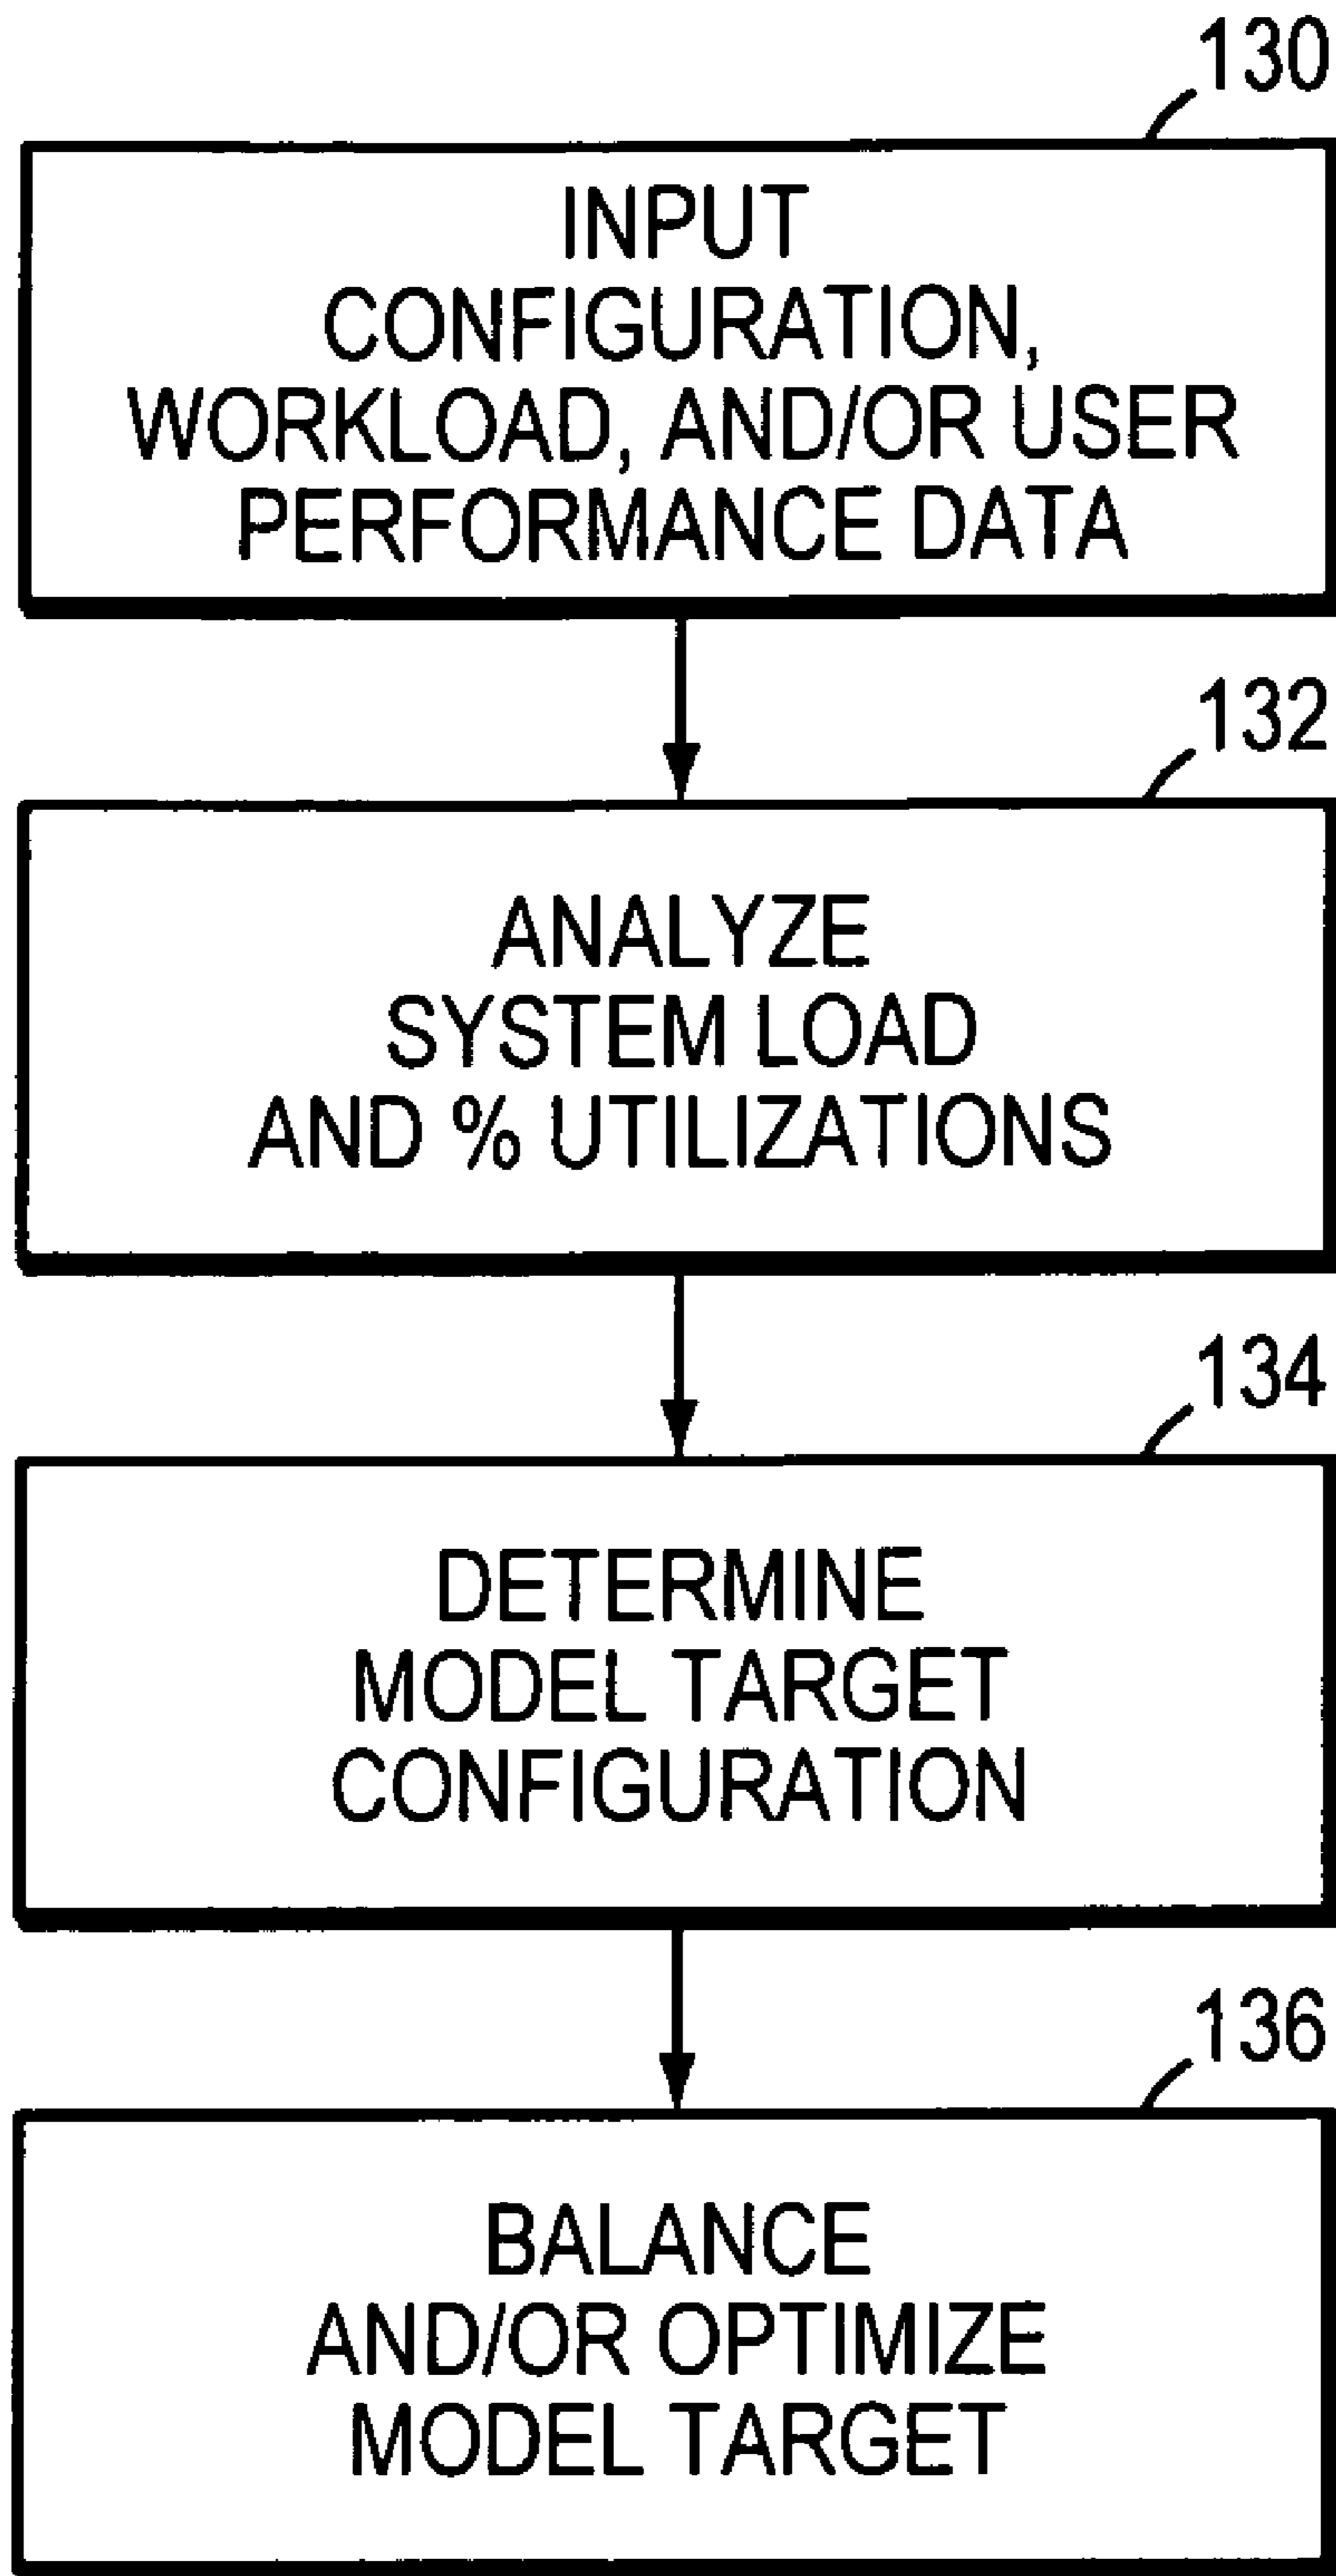 130
INPUT
CONFIGURATION,
WORKLOAD, AND/OR USER
PERFORMANCE DATA
132
ANALYZE
SYSTEM LOAD
AND % UTILIZATIONS
134
DETERMINE
MODEL TARGET
CONFIGURATION
136
BALANCE
AND/OR OPTIMIZE
MODEL TARGET